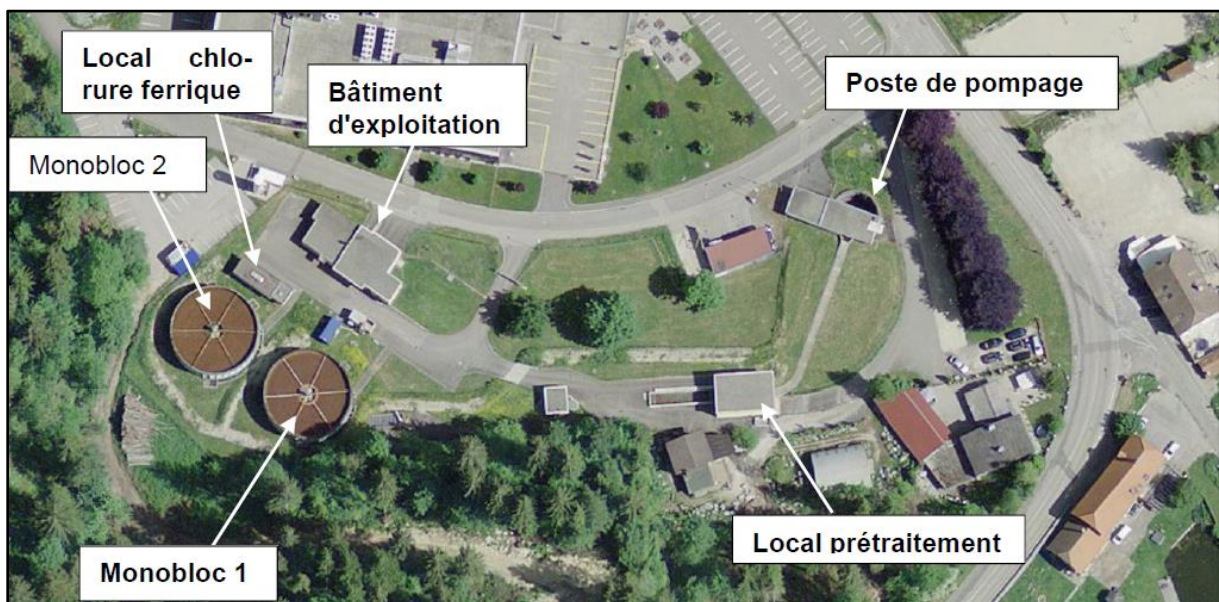 Local chlo-
rure ferrique
Bâtiment
d'exploitation
Poste de pompage
Monobloc 2
Monobloc 1
Local prétraitement